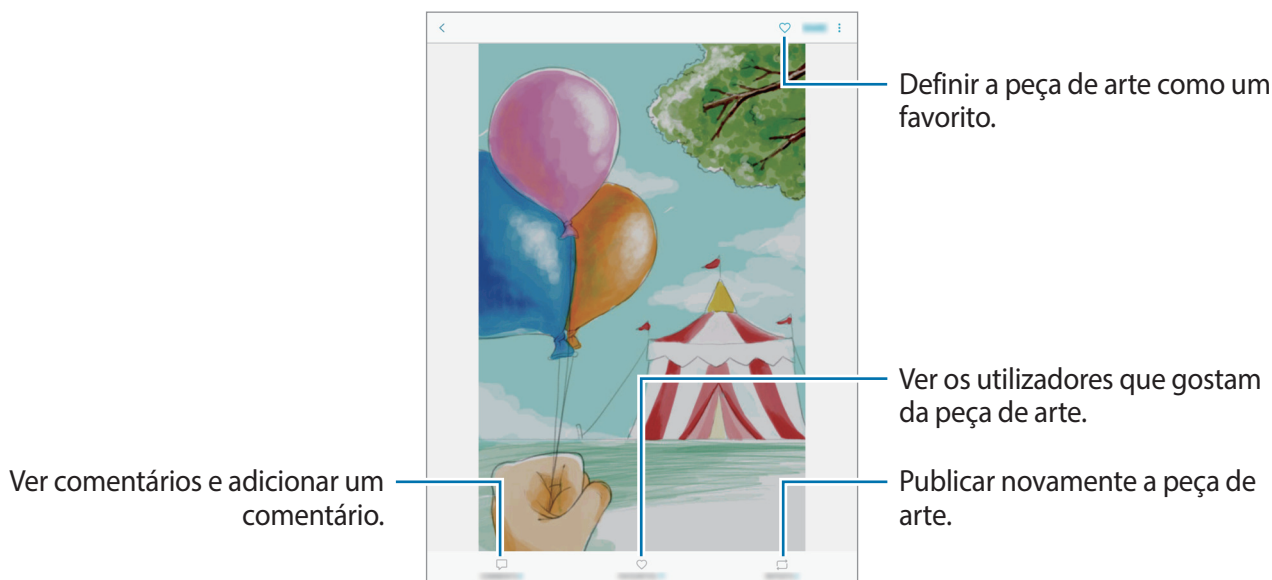 Definir a peça de arte como um
favorito.
Ver os utilizadores que gostam
da peça de arte.
Ver comentários e adicionar um
comentário.
Publicar novamente a peça de
arte.